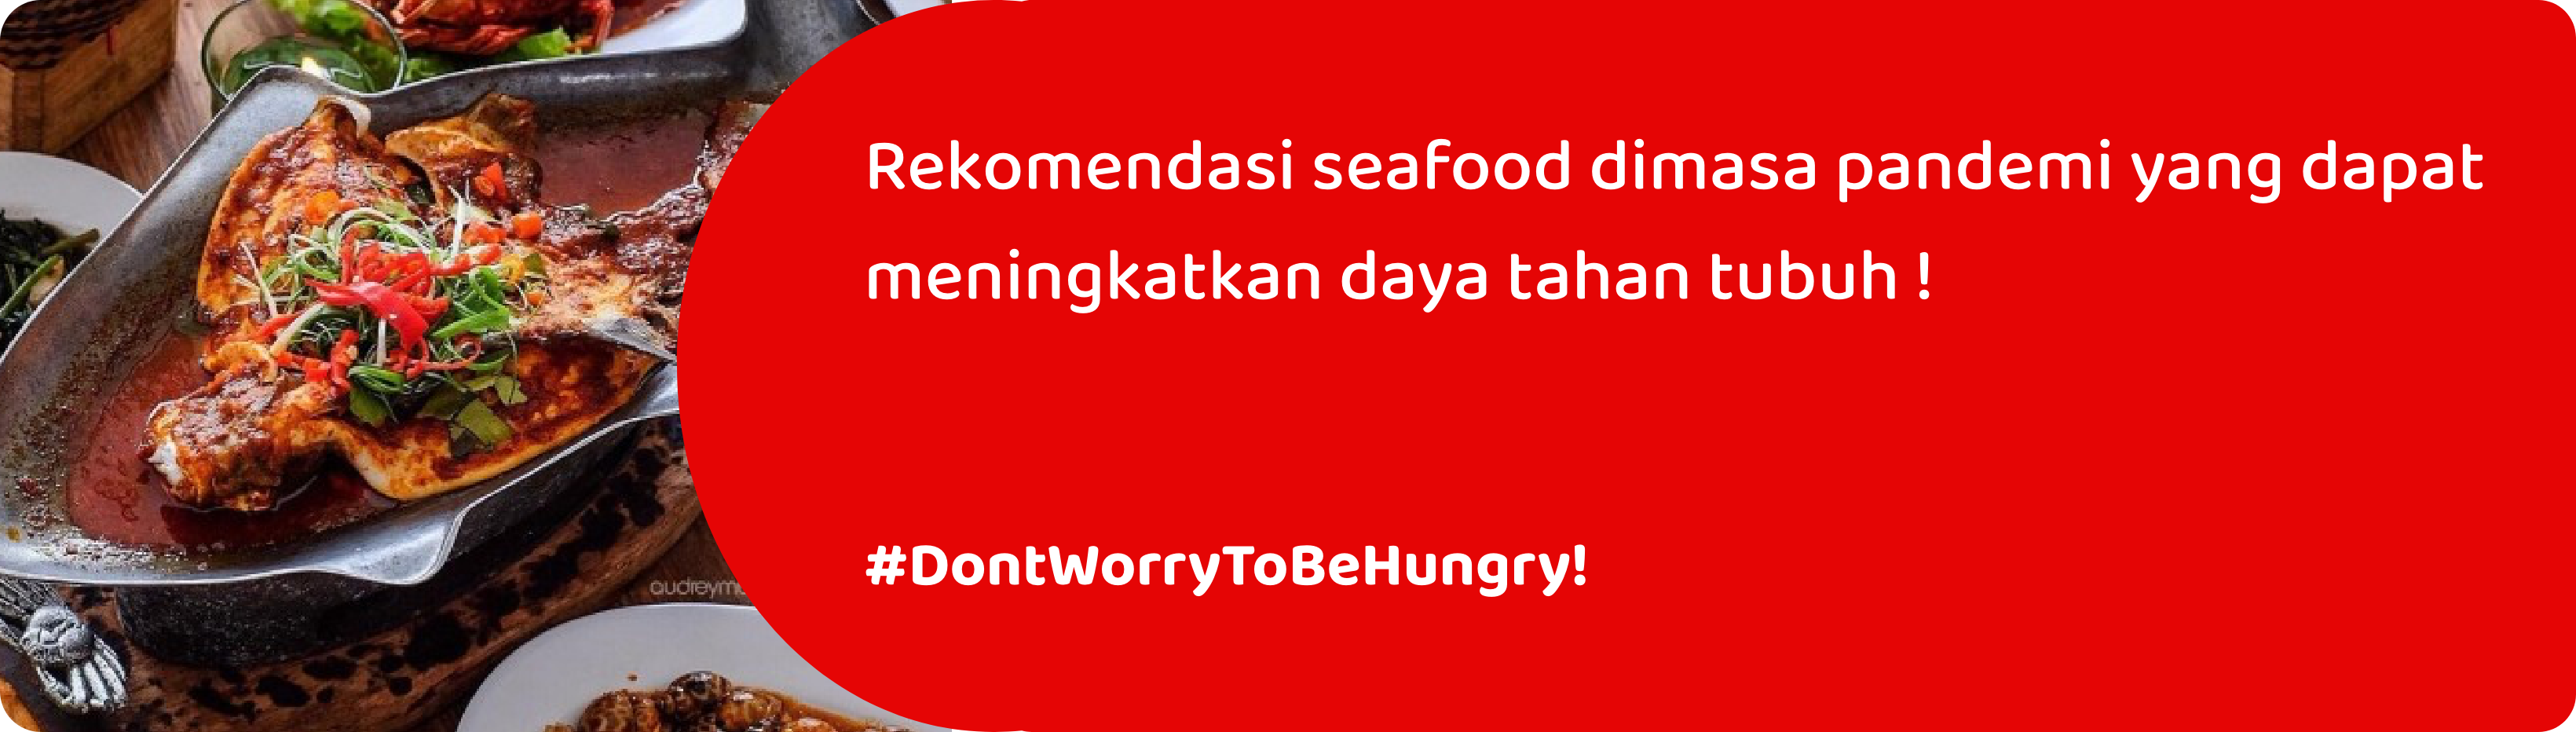 Rekomendasi seafood dimasa pandemi yang dapat
meningkatkan daya tahan tubuh !
#DontWorryToBeHungry!